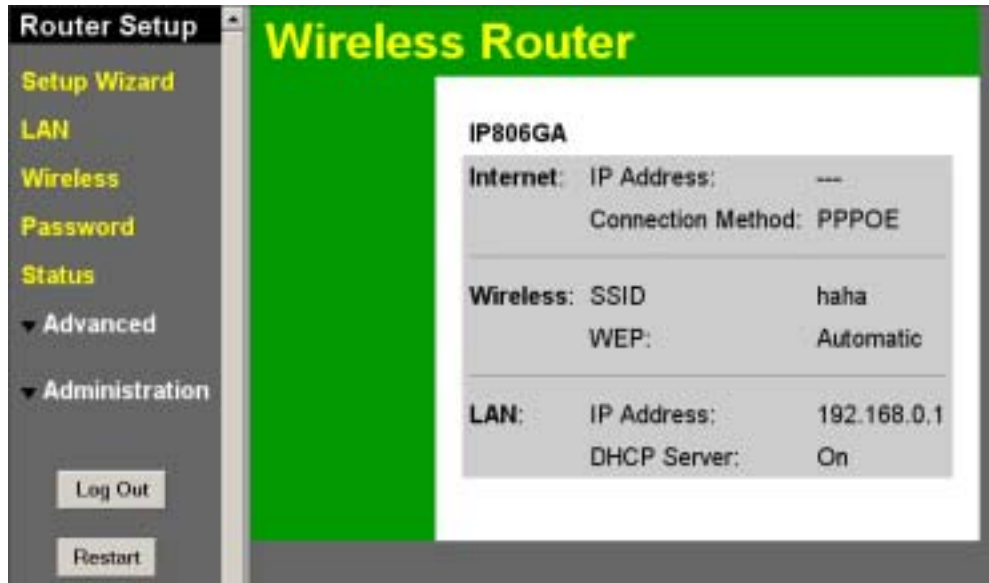 Router Setup
Setup Wizard
LAN
Wireless
Password
Status
Advanced
Administration
Log Out
Restart
Wireless Router
IP806GA
Internet: IP Address: ---
Connection Method: PPPOE
Wireless: SSID haha
WEP: Automatic
LAN: IP Address: 192.168.0.1
DHCP Server: On